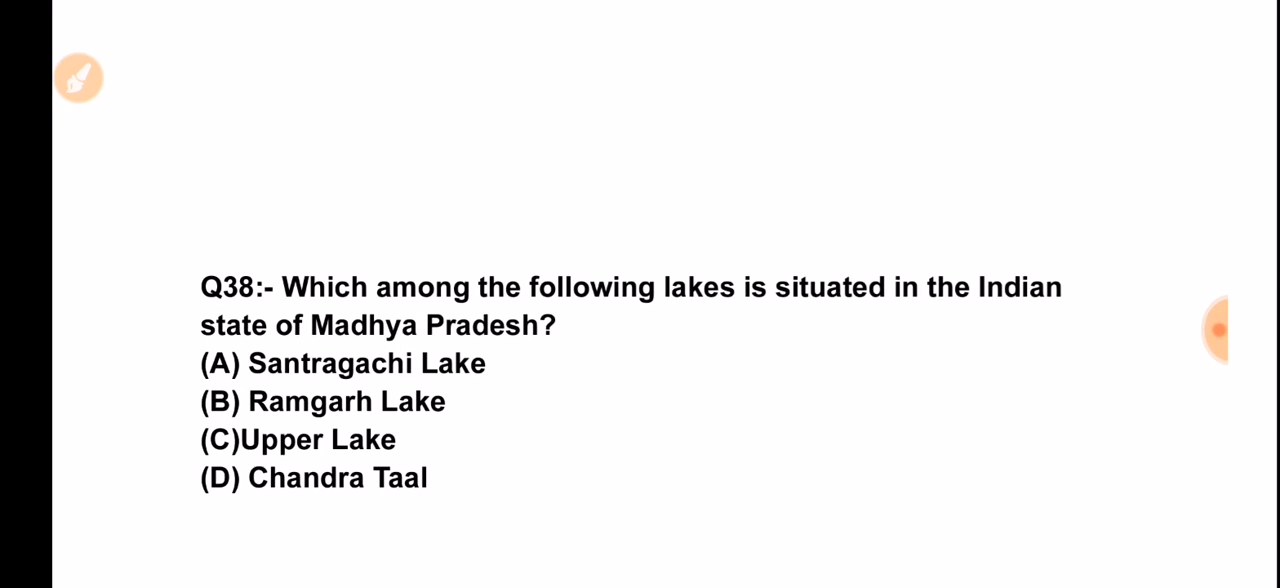 Q38:- Which among the following lakes is situated in the Indian
state of Madhya Pradesh?
(A) Santragachi Lake
(B) Ramgarh Lake
(C)Upper Lake
(D) Chandra Taal